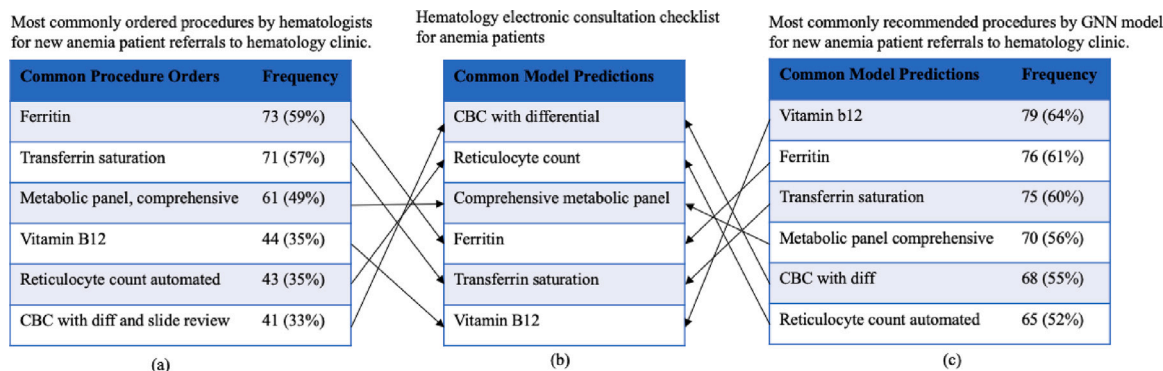 Most commonly ordered procedures by hematologists
for new anemia patient referrals to hematology clinic.
Common Procedure Orders Frequency
Ferritin 73 (59%)
Transferrin saturation 71 (57%)
Metabolic panel, comprehensive 61 (49%)
Vitamin B12 44 (35%)
Reticulocyte count automated 43 (35%)
CBC with diff and slide review 41 (33%)
(a)
Hematology electronic consultation checklist
for anemia patients
Common Model Predictions
CBC with differential
Reticulocyte count
Comprehensive metabolic panel
Ferritin
Transferrin saturation
Vitamin B12
(b)
Most commonly recommended procedures by GNN model
for new anemia patient referrals to hematology clinic.
Common Model Predictions Frequency
Vitamin b12 79 (64%)
Ferritin 76 (61%)
Transferrin saturation 75 (60%)
Metabolic panel comprehensive 70 (56%)
CBC with diff 68 (55%)
Reticulocyte count automated 65 (52%)
(c)